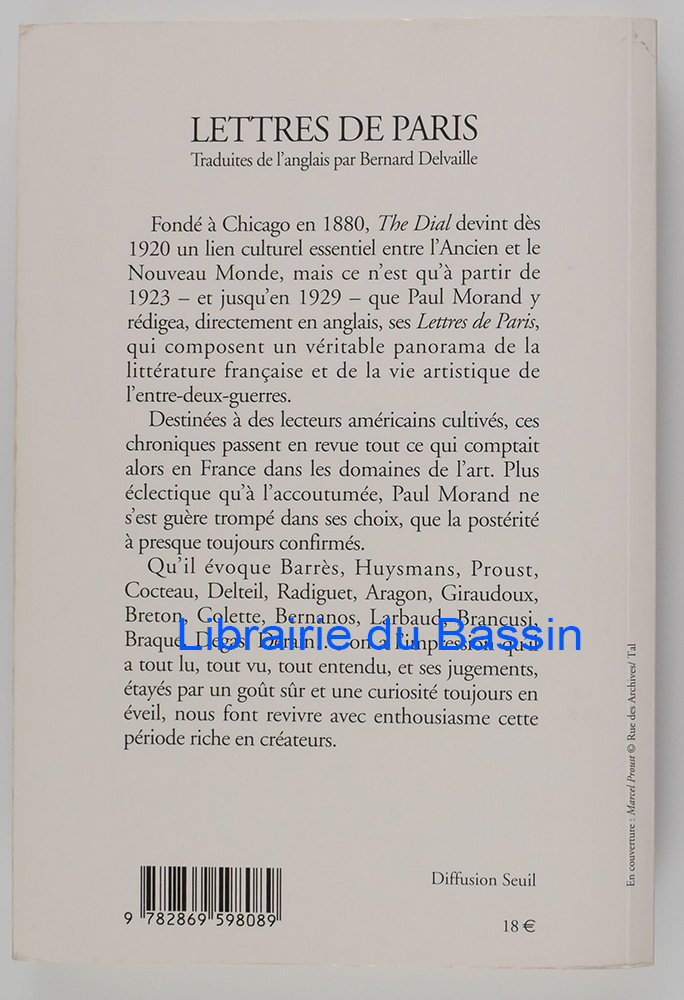 LETTRES DE PARIS
Traduites de l'anglais par Bernard Delvaille
Fondé à Chicago en 1880, The Dial devint dès
1920 un lien culturel essentiel entre l'Ancien et le
Nouveau Monde, mais ce n'est qu'à partir de
1923 – et jusqu'en 1929 – que Paul Morand y
rédigea, directement en anglais, ses Lettres de Paris,
qui composent un véritable panorama de la
littérature française et de la vie artistique de
l'entre-deux-guerres.
Destinées à des lecteurs américains cultivés, ces
chroniques passent en revue tout ce qui comptait
alors en France dans les domaines de l'art. Plus
éclectique qu'à l'accoutumée, Paul Morand ne
s'est guère trompé dans ses choix, que la postérité
à presque toujours confirmés.
Qu'il évoque Barrès, Huysmans, Proust,
Cocteau, Delteil, Radiguet, Aragon, Giraudoux,
Breton, Colette, Bernanos, Larbaud, Brancusi,
Librairie du Bassin
Braque, Degas, Derain... on a l'impression qu'il
a tout lu, tout vu, tout entendu, et ses jugements,
étayés par un goût sûr et une curiosité toujours en
éveil, nous font revivre avec enthousiasme cette
période riche en créateurs.
En couverture : Marcel Proust © Rue des Archives/ Tal
Diffusion Seuil
9 782869 598089
18 €